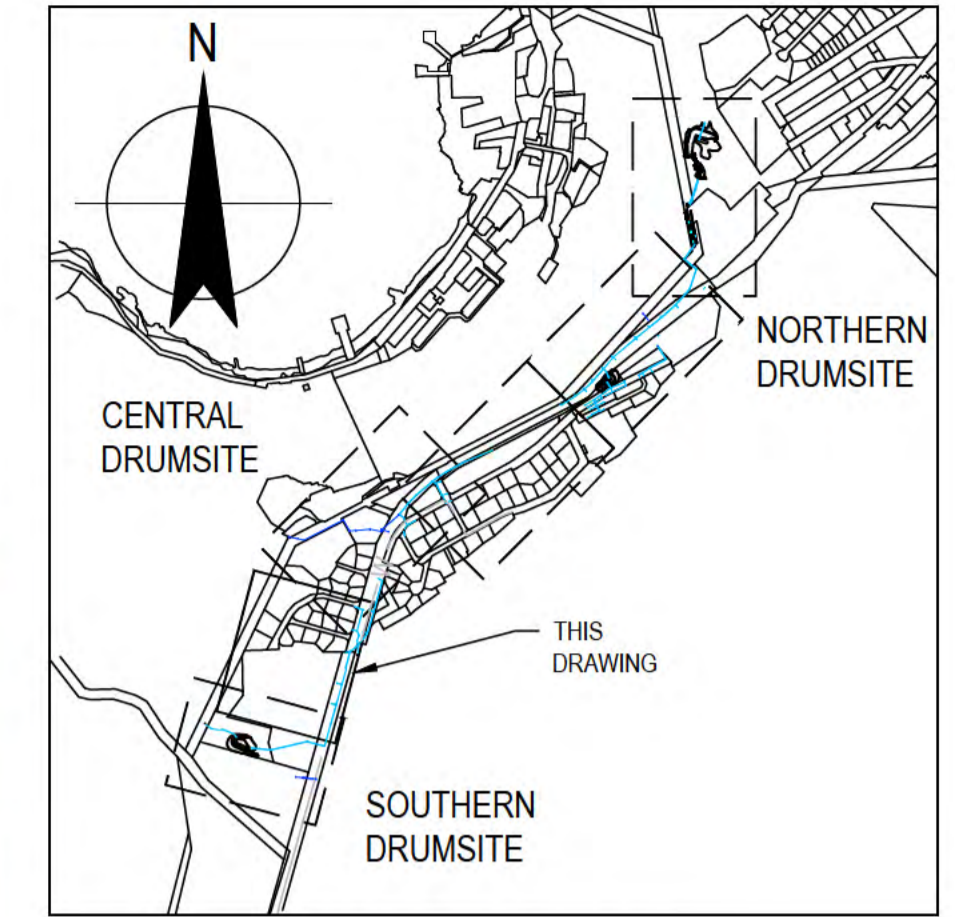 N
NORTHERN
DRUMSITE
CENTRAL
DRUMSITE
THIS
DRAWING
SOUTHERN
DRUMSITE